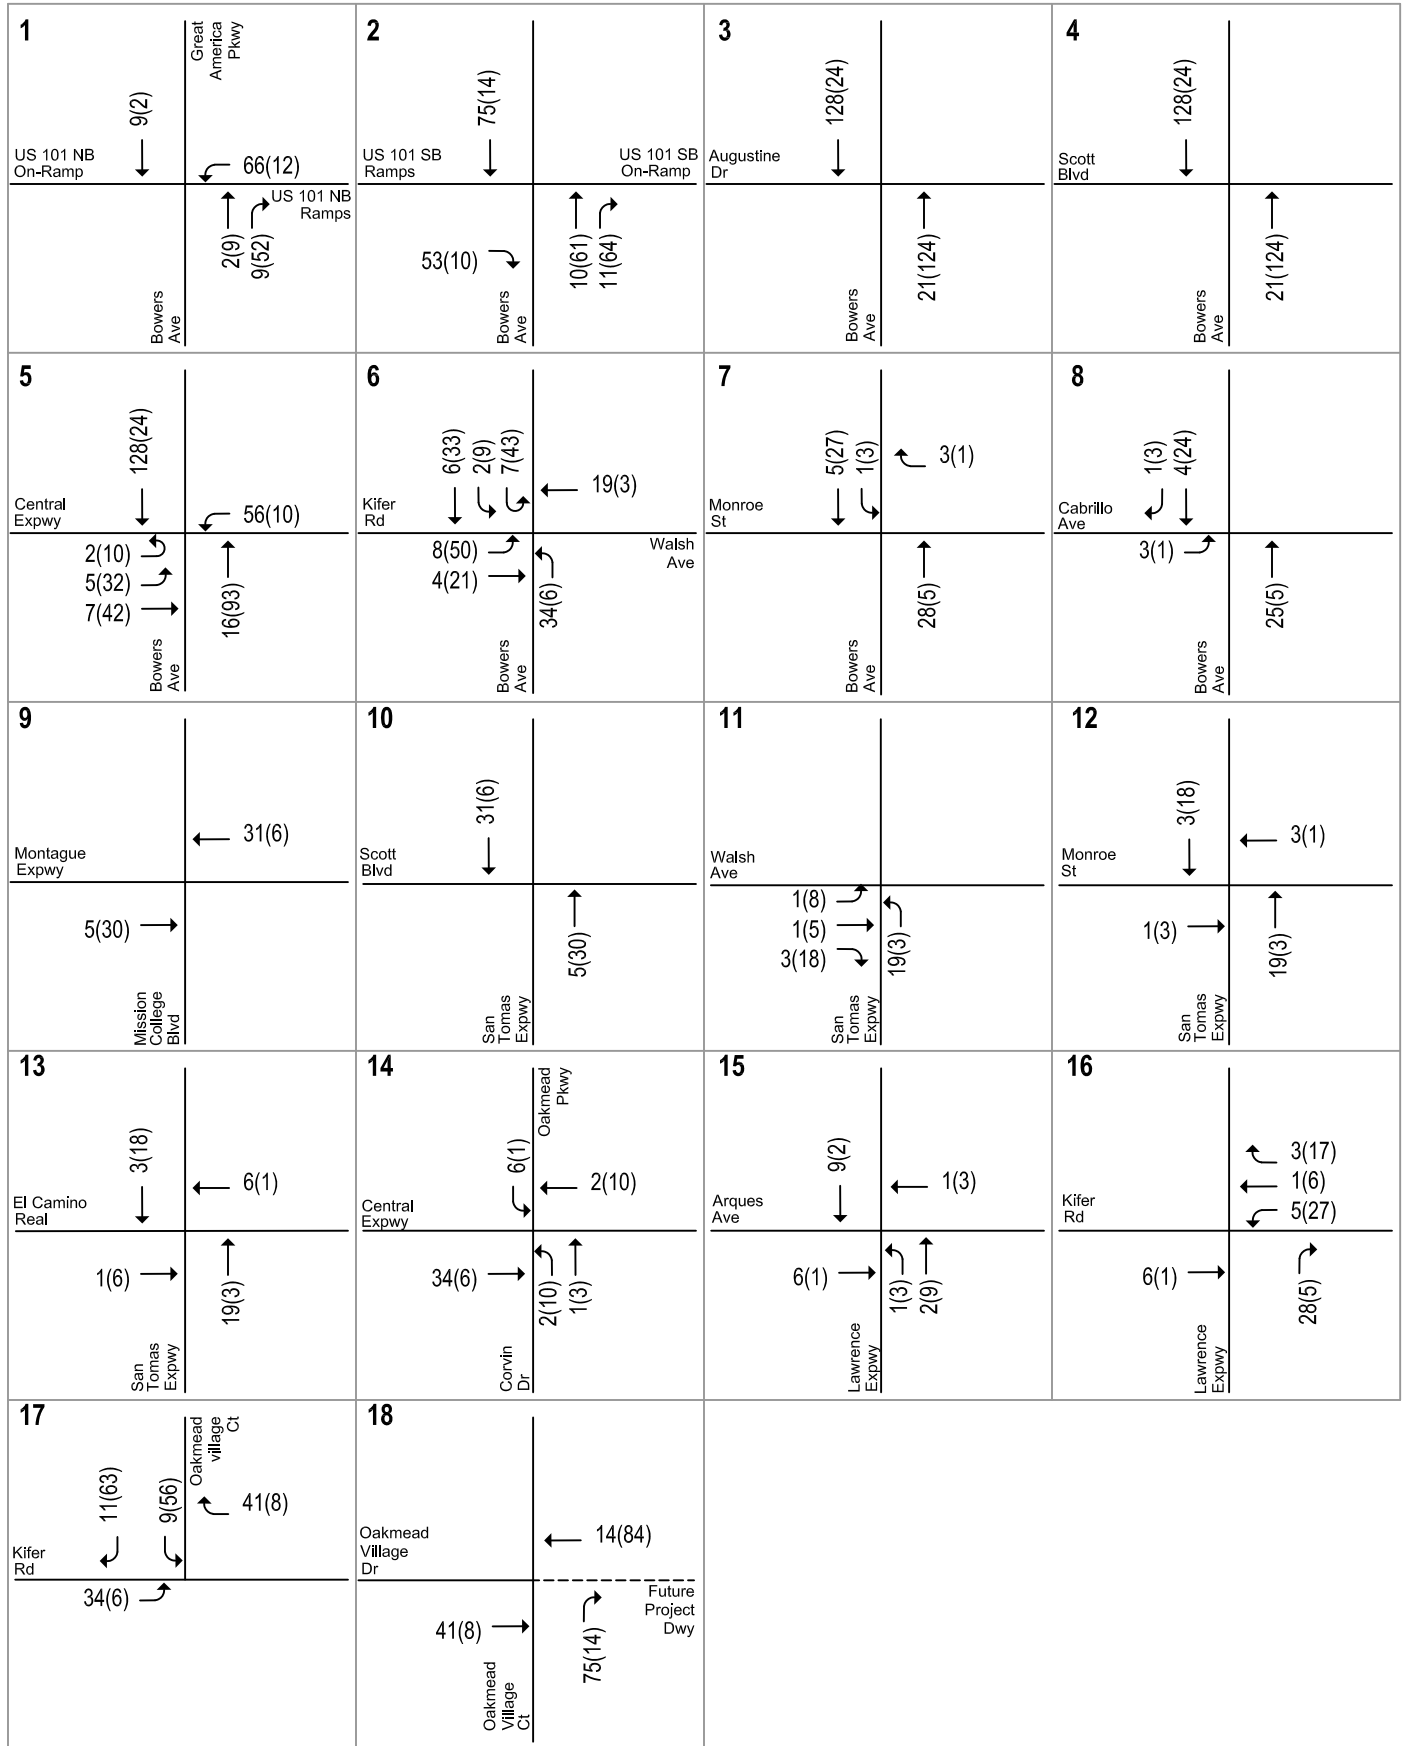 1
Great
America
Pkwy
9(2)
US 101 NB
On-Ramp
66(12)
US 101 NB
Ramps
2(9)
9(52)
Bowers
Ave
2
75(14)
US 101 SB
Ramps
US 101 SB
On-Ramp
53(10)
10(61)
11(64)
Bowers
Ave
3
128(24)
Augustine
Dr
21(124)
Bowers
Ave
4
128(24)
Scott
Blvd
21(124)
Bowers
Ave
5
128(24)
Central
Expwy
56(10)
2(10)
5(32)
7(42)
16(93)
Bowers
Ave
6
6(33)
2(9)
7(43)
19(3)
Kifer
Rd
8(50)
4(21)
Walsh
Ave
34(6)
Bowers
Ave
7
5(27)
1(3)
3(1)
Monroe
St
28(5)
Bowers
Ave
8
1(3)
4(24)
Cabrillo
Ave
3(1)
25(5)
Bowers
Ave
9
31(6)
Montague
Expwy
5(30)
Mission
College
Blvd
10
31(6)
Scott
Blvd
5(30)
San
Tomas
Expwy
11
Walsh
Ave
1(8)
1(5)
3(18)
19(3)
San
Tomas
Expwy
12
3(18)
3(1)
Monroe
St
1(3)
19(3)
San
Tomas
Expwy
13
3(18)
6(1)
El Camino
Real
1(6)
19(3)
San
Tomas
Expwy
14
Oakmead
Pkwy
6(1)
2(10)
Central
Expwy
34(6)
2(10)
1(3)
Corvin
Dr
15
9(2)
1(3)
Arques
Ave
6(1)
1(3)
2(9)
Lawrence
Expwy
16
3(17)
1(6)
5(27)
Kifer
Rd
6(1)
28(5)
Lawrence
Expwy
17
Oakmead
village
Ct
11(63)
9(56)
41(8)
Kifer
Rd
34(6)
18
14(84)
Oakmead
Village
Dr
Future
Project
Dwy
41(8)
75(14)
Oakmead
Village
Ct